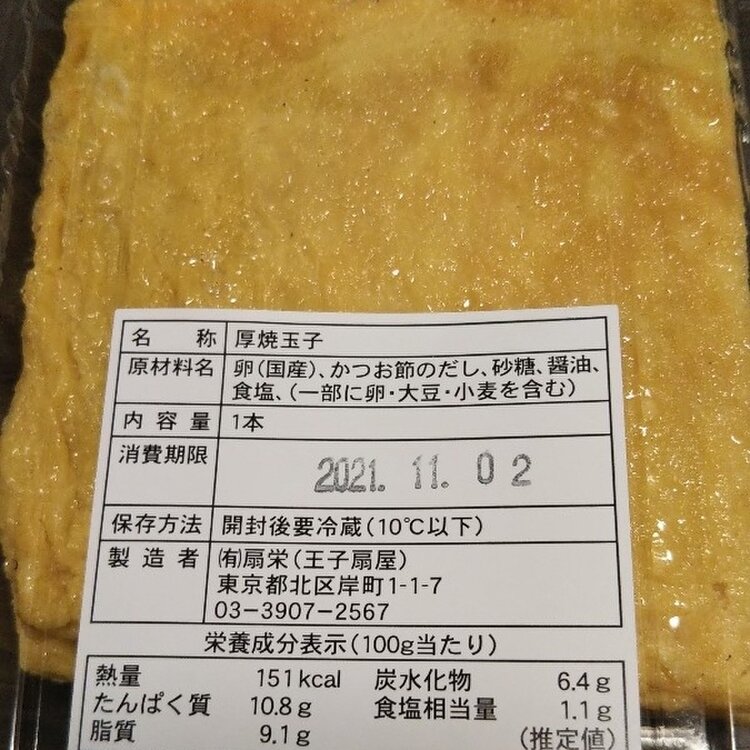 名称 厚焼玉子
原材料名 卵(国産)、かつお節のだし、砂糖、醤油、
食塩、(一部に卵・大豆・小麦を含む)
内容量 1本
消費期限 2021.11.02
保存方法 開封後要冷蔵(10℃以下)
製造者 ㈲扇栄(王子扇屋)
東京都北区岸町1-1-7
03-3907-2567
栄養成分表示(100g当たり)
熱量 151kcal 炭水化物 6.4g
たんぱく質 10.8g 食塩相当量 1.1g
脂質 9.1g (推定値)